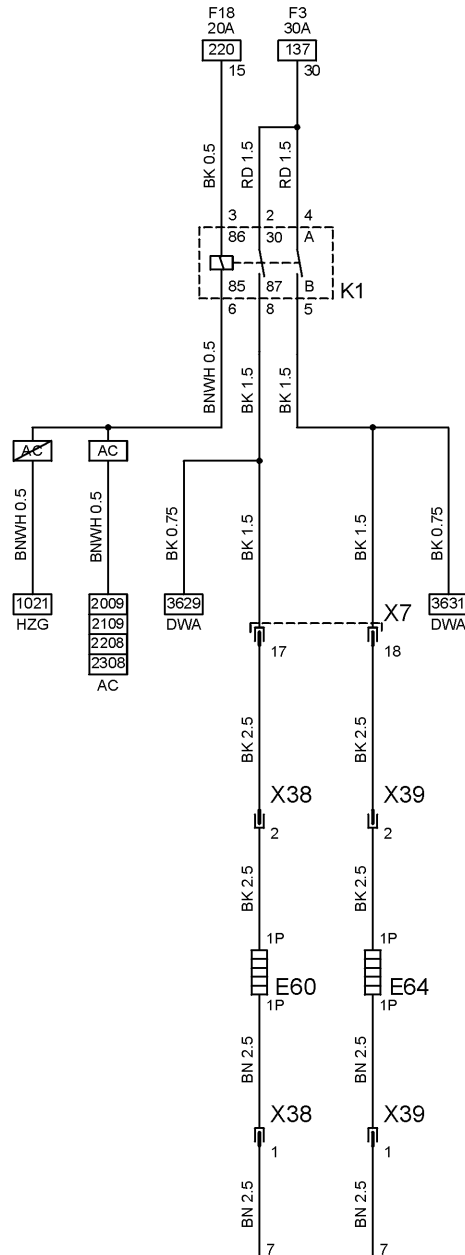 F18 F3
20A 30A
220 137
15 30
BK 0.5 RD 1.5 RD 1.5
3 2 4
86 30 A
85 87 B
K1
6 8 5
BNWH 0.5 BK 1.5 BK 1.5
AC AC
BNWH 0.5 BNWH 0.5 BK 0.75 BK 1.5 BK 1.5 BK 0.75
1021 2009 3629 3631
HZG 2109 DWA X7 DWA
2208 17 18
2308
AC
BK 2.5 BK 2.5
X38 X39
2 2
BK 2.5 BK 2.5
1P 1P
E60 E64
1P 1P
BN 2.5 BN 2.5
X38 X39
1 1
BN 2.5 BN 2.5
7 7